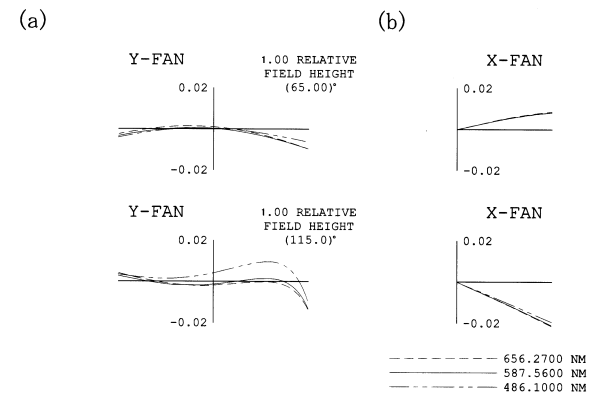 (a)
(b)
Y-FAN
1.00 RELATIVE
FIELD HEIGHT
(65.00)°
X-FAN
0.02
0.02
-0.02
-0.02
Y-FAN
1.00 RELATIVE
FIELD HEIGHT
(115.0)°
X-FAN
0.02
0.02
-0.02
-0.02
656.2700 NM
587.5600 NM
486.1000 NM